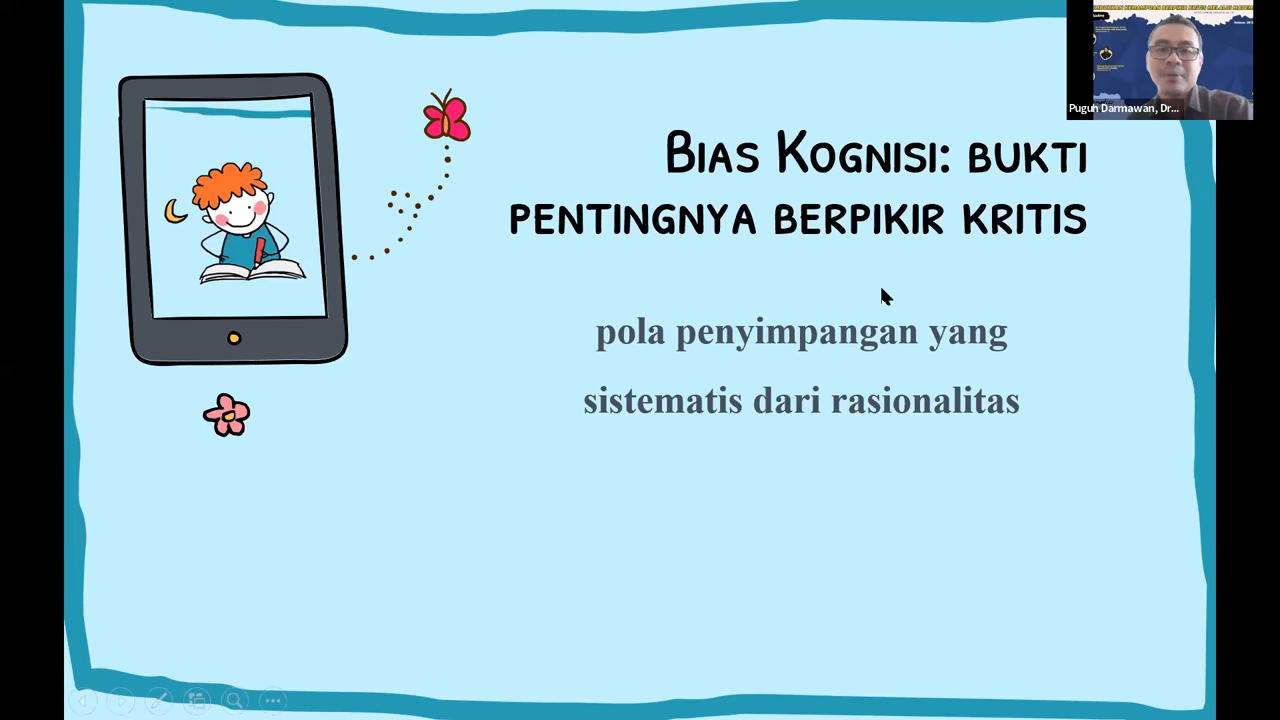 Bias Kognisi: bukti
pentingnya berpikir kritis
pola penyimpangan yang
sistematis dari rasionalitas
Puguh Darmawan, Dr...